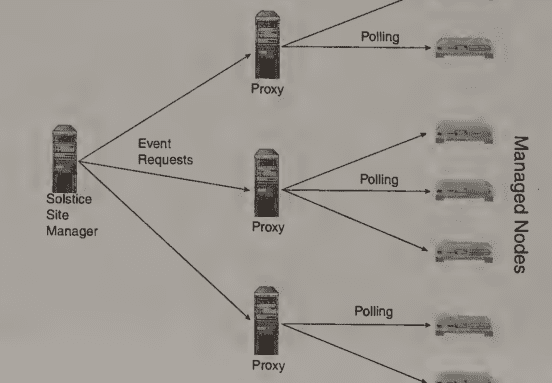 Polling
Proxy
Event
Requests
Solstice
Site
Manager
Polling
Proxy
Managed Nodes
Polling
Proxy